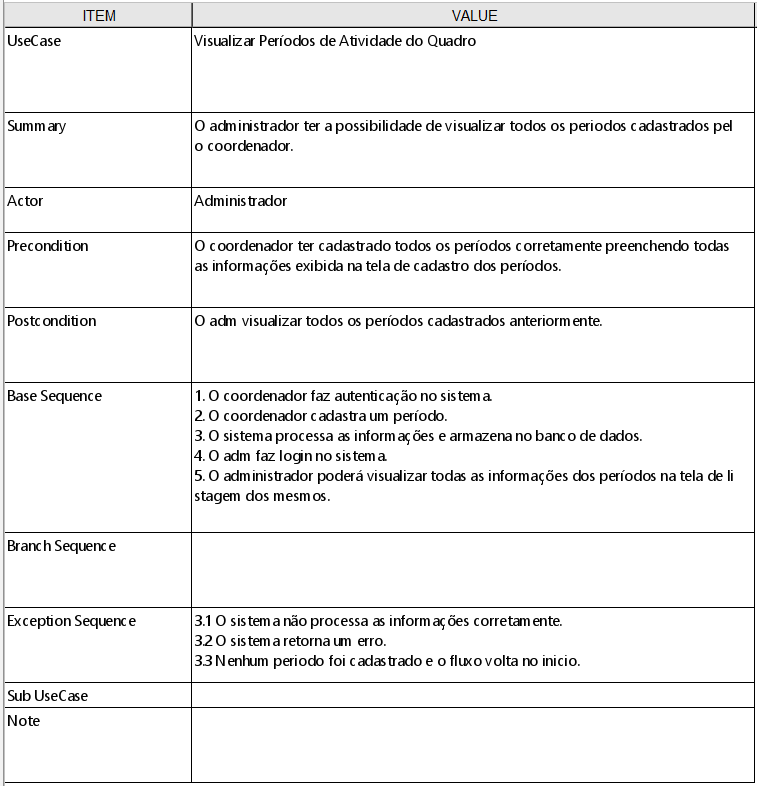 ITEM VALUE
UseCase Visualizar Períodos de Atividade do Quadro
Summary O administrador ter a possibilidade de visualizar todos os periodos cadastrados pel
o coordenador.
Actor Administrador
Precondition O coordenador ter cadastrado todos os períodos corretamente preenchendo todas
as informações exibida na tela de cadastro dos períodos.
Postcondition O adm visualizar todos os períodos cadastrados anteriormente.
Base Sequence 1. O coordenador faz autenticação no sistema.
2. O coordenador cadastra um período.
3. O sistema processa as informações e armazena no banco de dados.
4. O adm faz login no sistema.
5. O administrador poderá visualizar todas as informações dos períodos na tela de li
stagem dos mesmos.
Branch Sequence
Exception Sequence 3.1 O sistema não processa as informações corretamente.
3.2 O sistema retorna um erro.
3.3 Nenhum periodo foi cadastrado e o fluxo volta no inicio.
Sub UseCase
Note